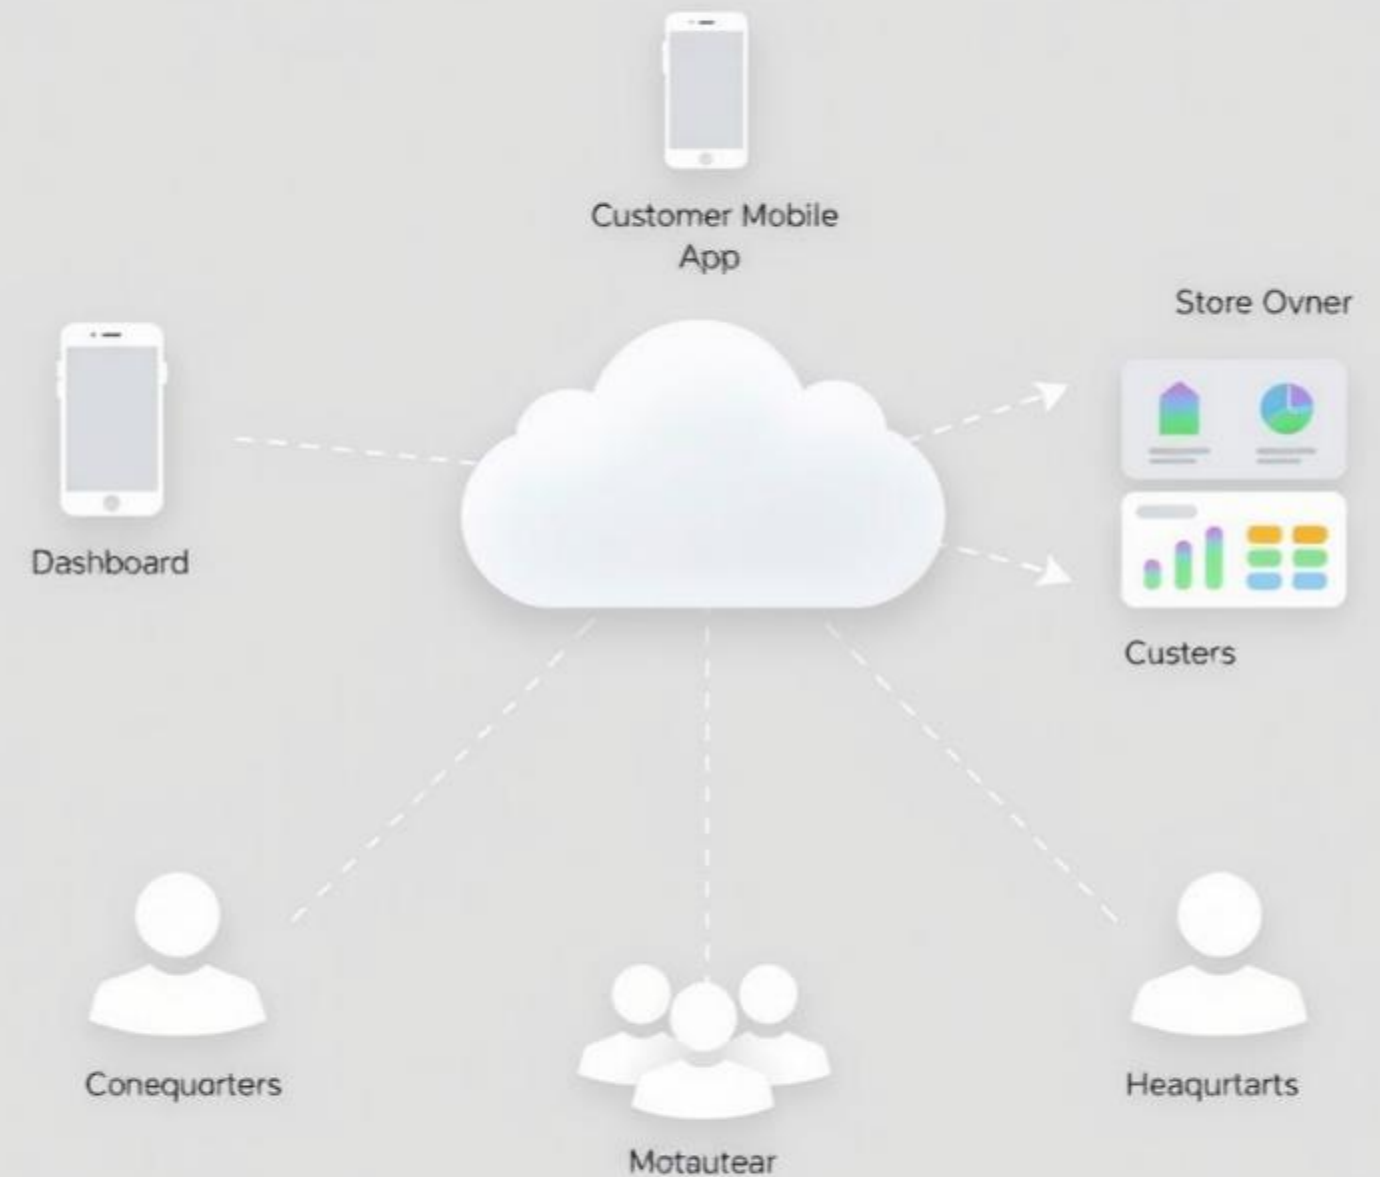 Customer Mobile
App
Store Ovner
Dashboard
Custers
Conequarters
Heaqurtarts
Motautear